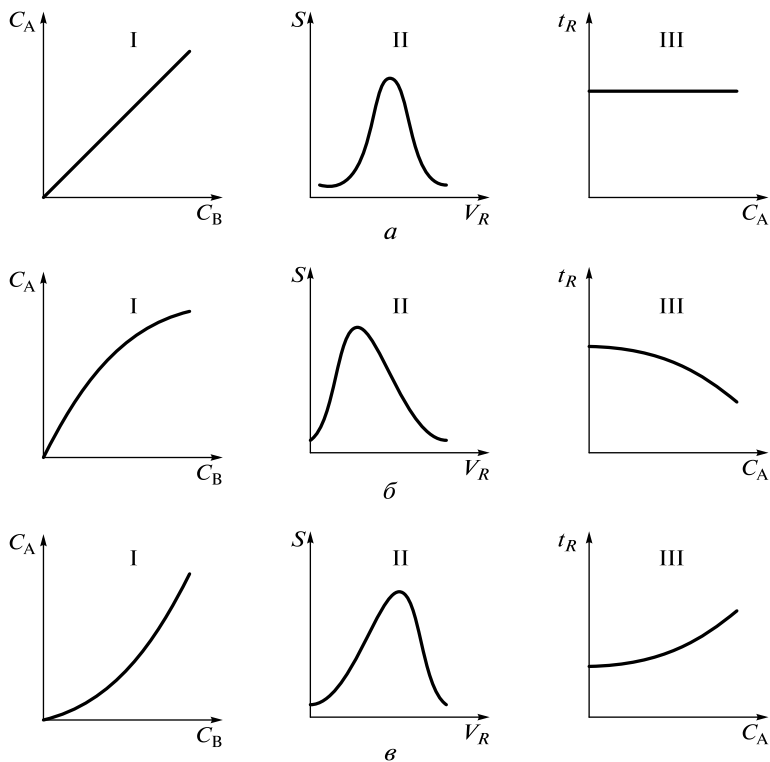 C_A I C_B
S II V_R
t_R III C_A
а
C_A I C_B
S II V_R
t_R III C_A
б
C_A I C_B
S II V_R
t_R III C_A
в